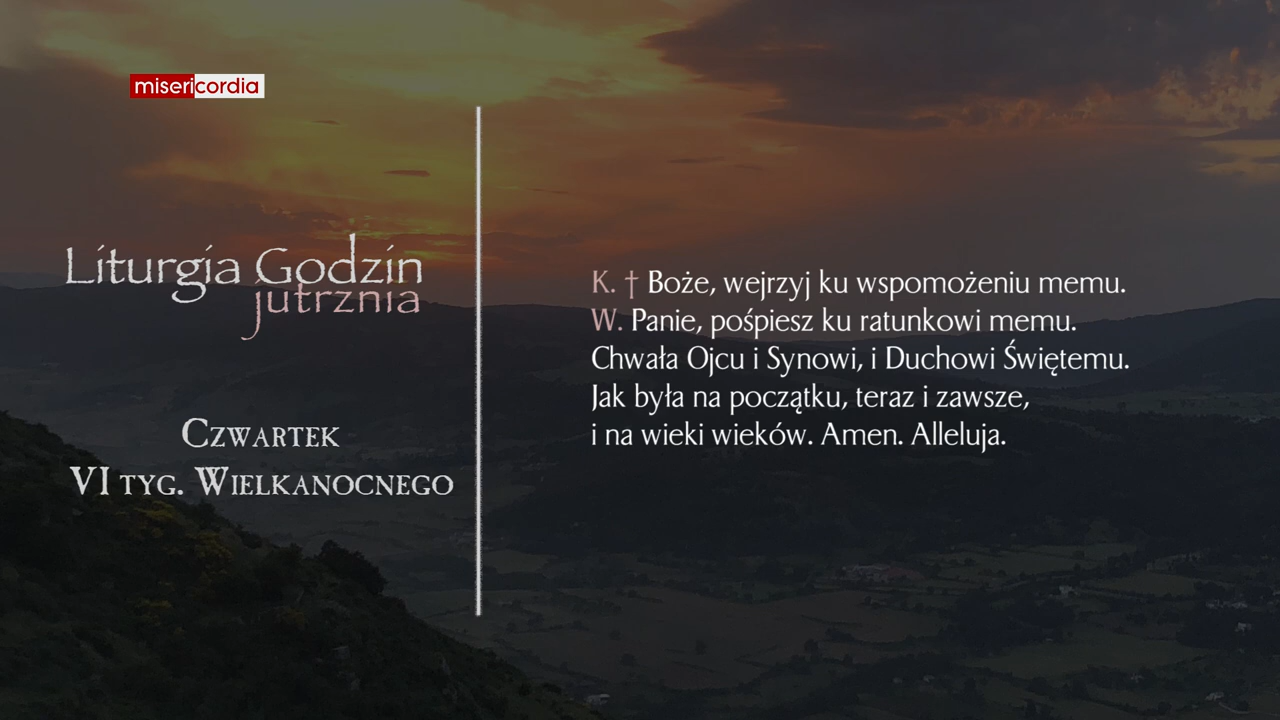 misericordia
Liturgia Godzin
jutrznia
Czwartek
VI tyg. Wielkanocnego
K. † Boże, wejrzyj ku wspomożeniu memu.
W. Panie, pośpiesz ku ratunkowi memu.
Chwała Ojcu i Synowi, i Duchowi Świętemu.
Jak była na początku, teraz i zawsze,
i na wieki wieków. Amen. Alleluja.